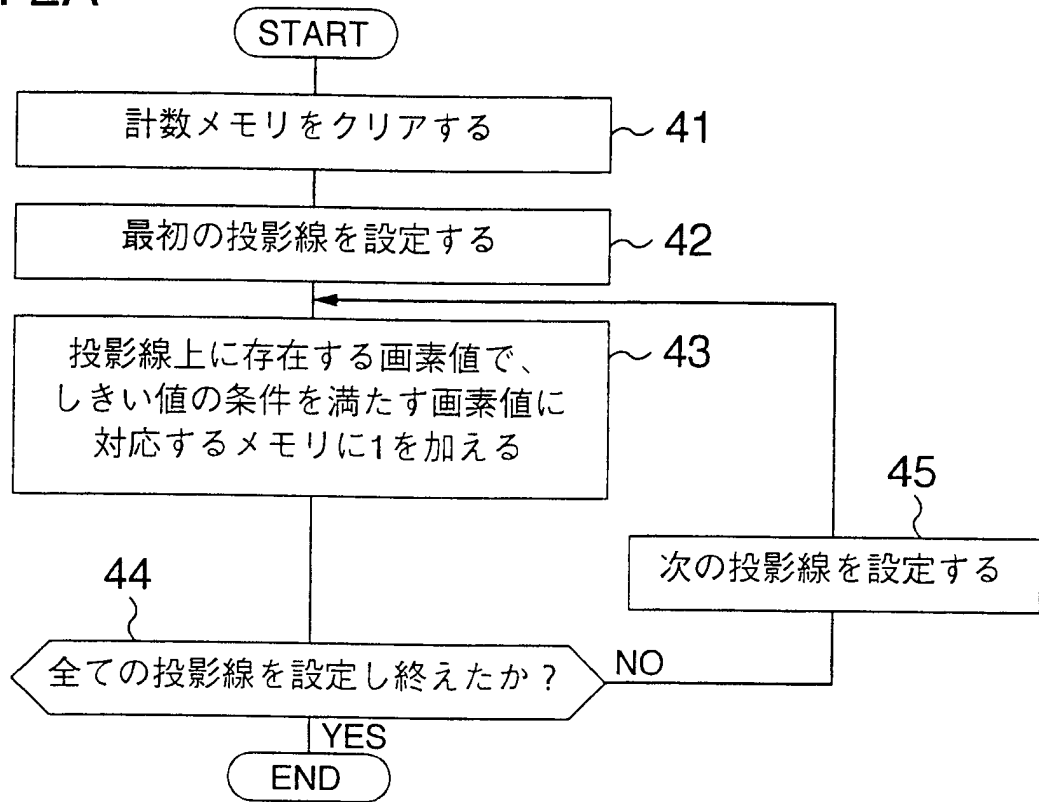 START
計数メモリをクリアする
41
最初の投影線を設定する
42
投影線上に存在する画素値で、
しきい値の条件を満たす画素値に
対応するメモリに1を加える
43
45
次の投影線を設定する
44
全ての投影線を設定し終えたか？
NO
YES
END